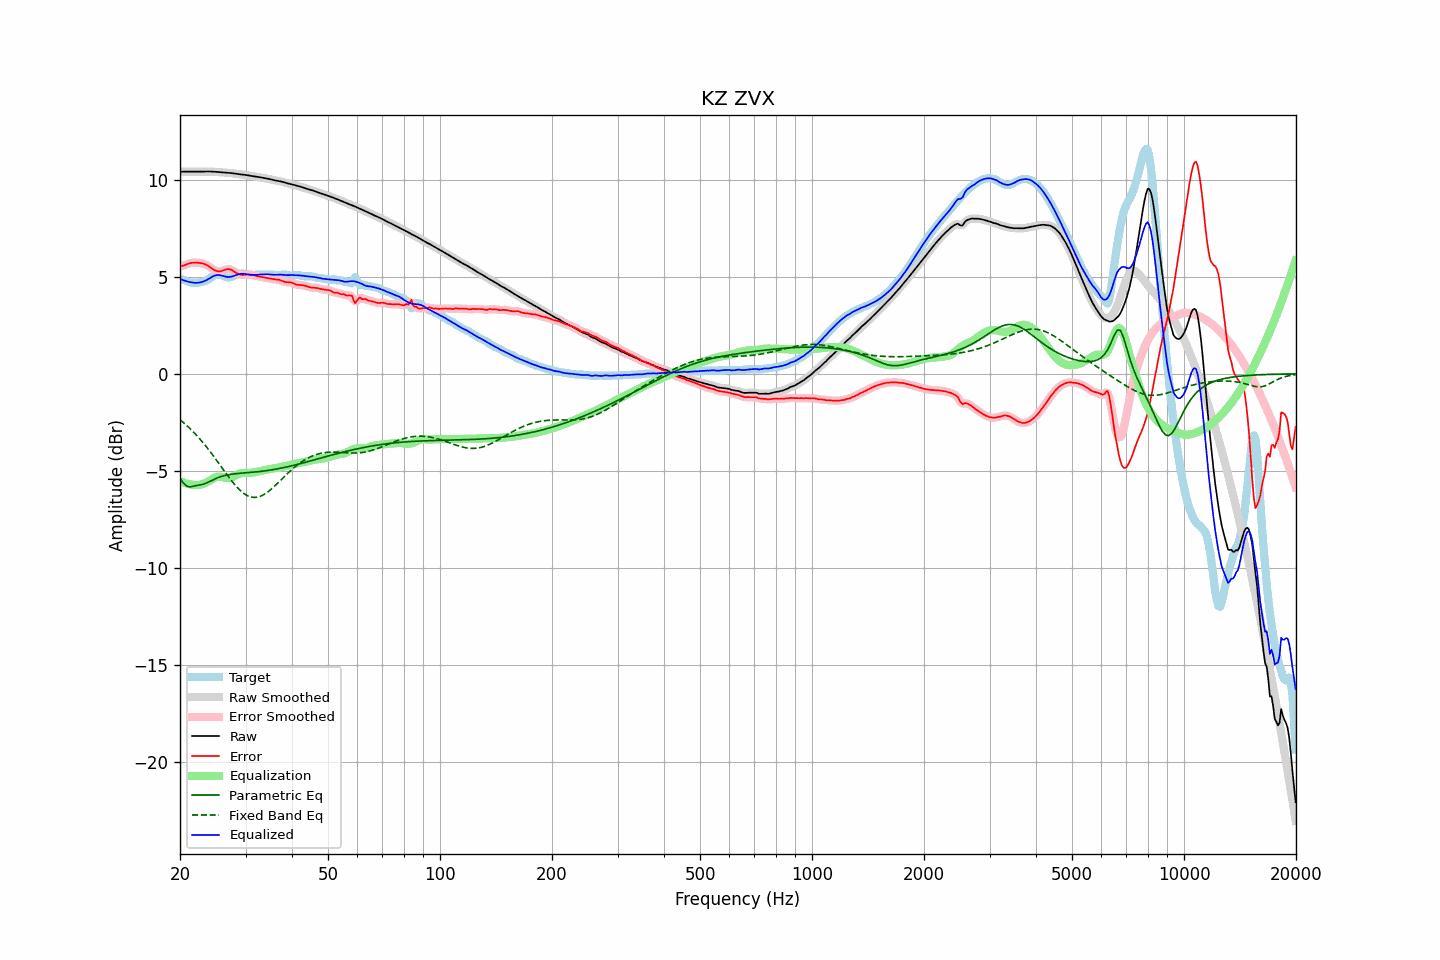 KZ ZVX
Amplitude (dBr)
10
5
0
−5
−10
−15
−20
Target
Raw Smoothed
Error Smoothed
Raw
Error
Equalization
Parametric Eq
Fixed Band Eq
Equalized
20 50 100 200 500 1000 2000 5000 10000 20000
Frequency (Hz)